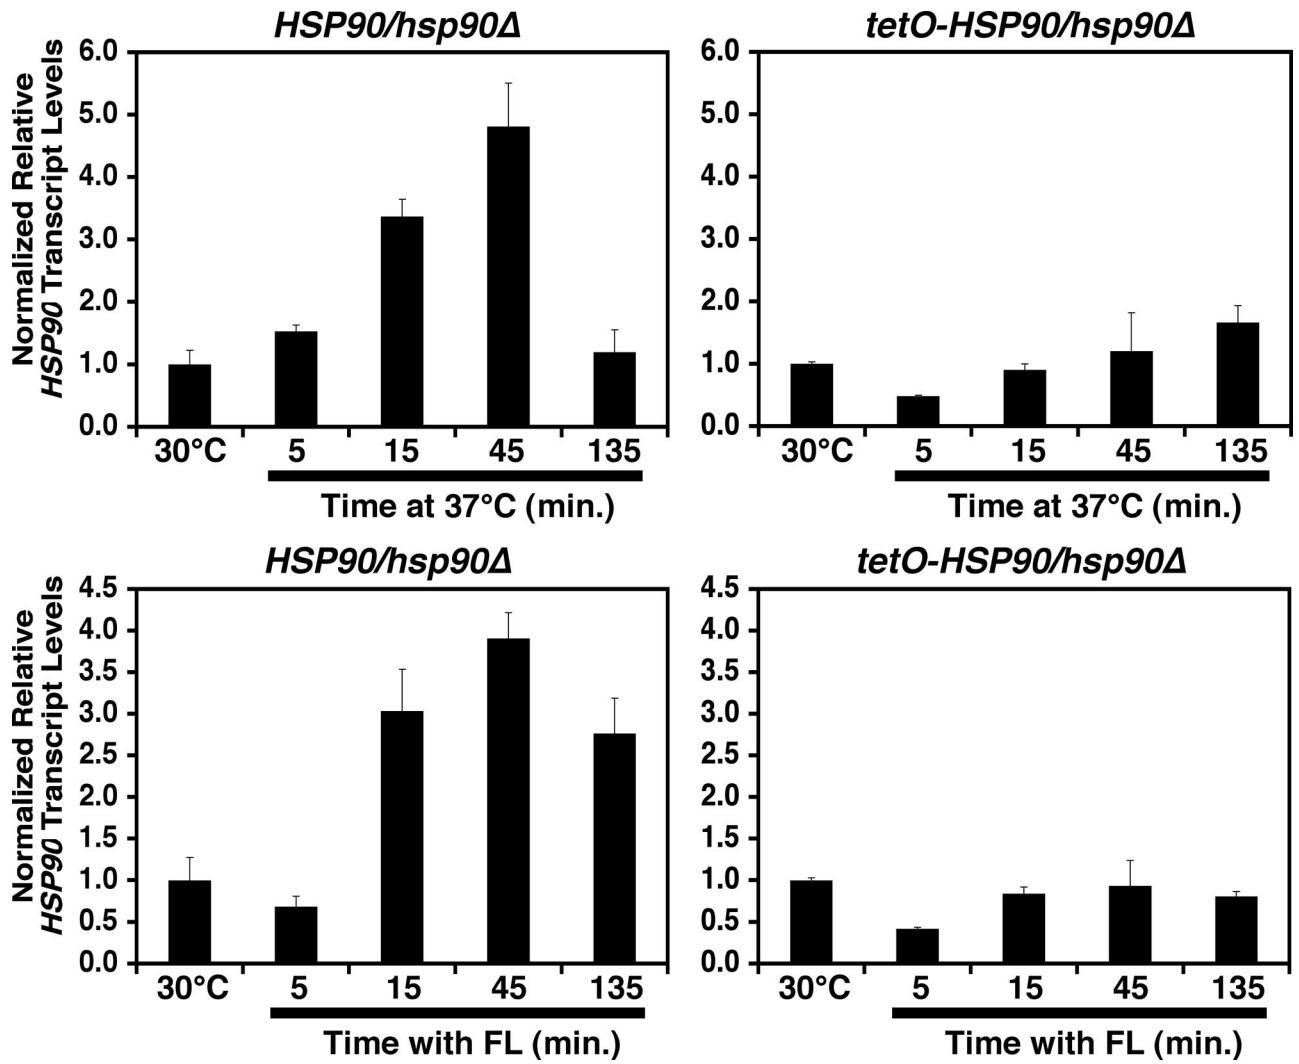 HSP90/hsp90Δ
Normalized Relative
HSP90 Transcript Levels
6.0
5.0
4.0
3.0
2.0
1.0
0.0
30°C 5 15 45 135
Time at 37°C (min.)
tetO-HSP90/hsp90Δ
6.0
5.0
4.0
3.0
2.0
1.0
0.0
30°C 5 15 45 135
Time at 37°C (min.)
HSP90/hsp90Δ
Normalized Relative
HSP90 Transcript Levels
4.5
4.0
3.5
3.0
2.5
2.0
1.5
1.0
0.5
0.0
30°C 5 15 45 135
Time with FL (min.)
tetO-HSP90/hsp90Δ
4.5
4.0
3.5
3.0
2.5
2.0
1.5
1.0
0.5
0.0
30°C 5 15 45 135
Time with FL (min.)